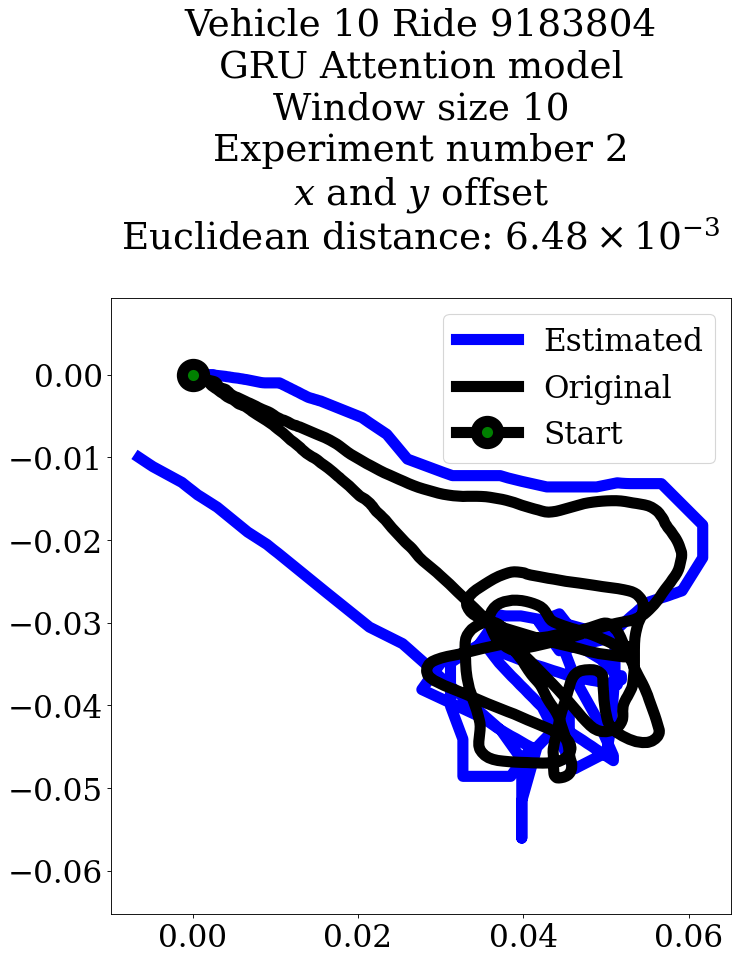 Vehicle 10 Ride 9183804
GRU Attention model
Window size 10
Experiment number 2
x and y offset
Euclidean distance: 6.48 × 10⁻³
Estimated
Original
Start
0.00
−0.01
−0.02
−0.03
−0.04
−0.05
−0.06
0.00 0.02 0.04 0.06